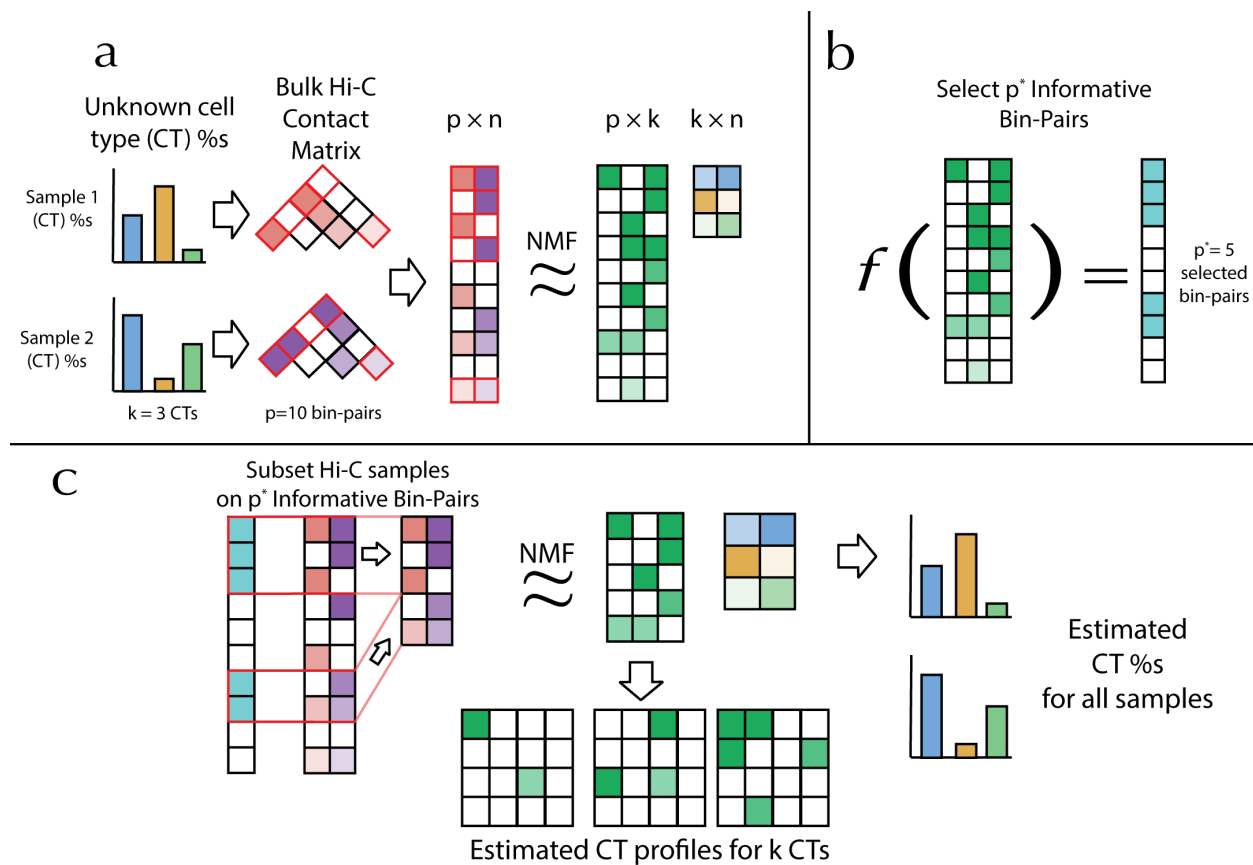 a
Unknown cell
type (CT) %s
Bulk Hi-C
Contact
Matrix
p × n
p × k
k × n
Sample 1
(CT) %s
NMF
≈
Sample 2
(CT) %s
k = 3 CTs
p=10 bin-pairs
b
Select p* Informative
Bin-Pairs
f ( ) =
p*= 5
selected
bin-pairs
c
Subset Hi-C samples
on p* Informative Bin-Pairs
NMF
≈
Estimated
CT %s
for all samples
Estimated CT profiles for k CTs